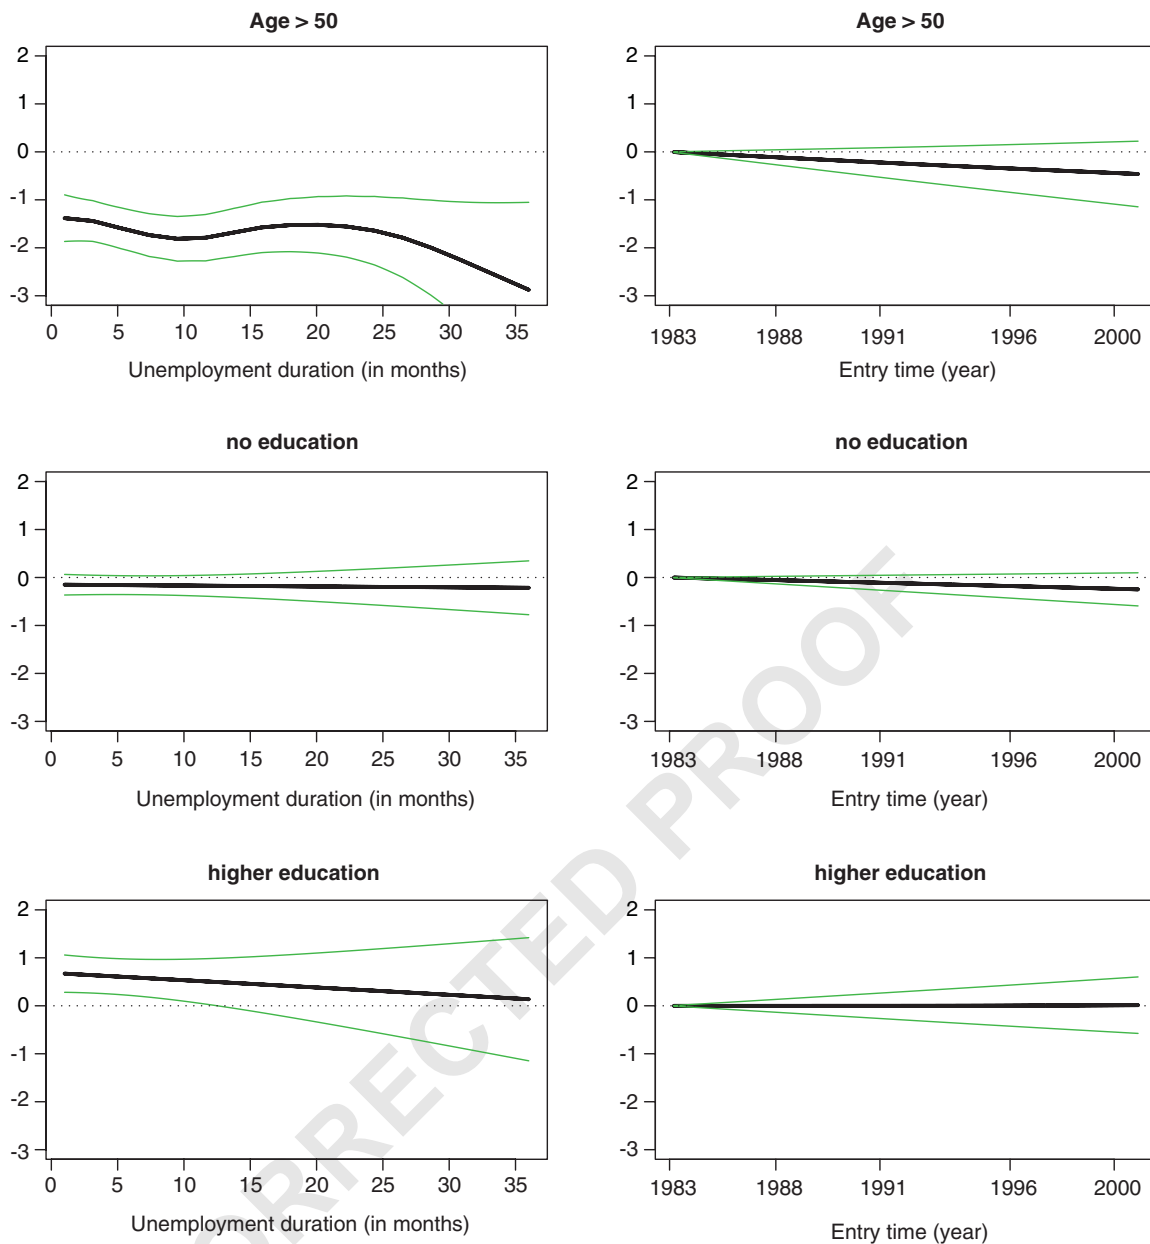 Age > 50
2
1
0
-1
-2
-3
0 5 10 15 20 25 30 35
Unemployment duration (in months)
Age > 50
2
1
0
-1
-2
-3
1983 1988 1991 1996 2000
Entry time (year)
no education
2
1
0
-1
-2
-3
0 5 10 15 20 25 30 35
Unemployment duration (in months)
no education
2
1
0
-1
-2
-3
1983 1988 1991 1996 2000
Entry time (year)
higher education
2
1
0
-1
-2
-3
0 5 10 15 20 25 30 35
Unemployment duration (in months)
higher education
2
1
0
-1
-2
-3
1983 1988 1991 1996 2000
Entry time (year)
ORRECTED PROOF